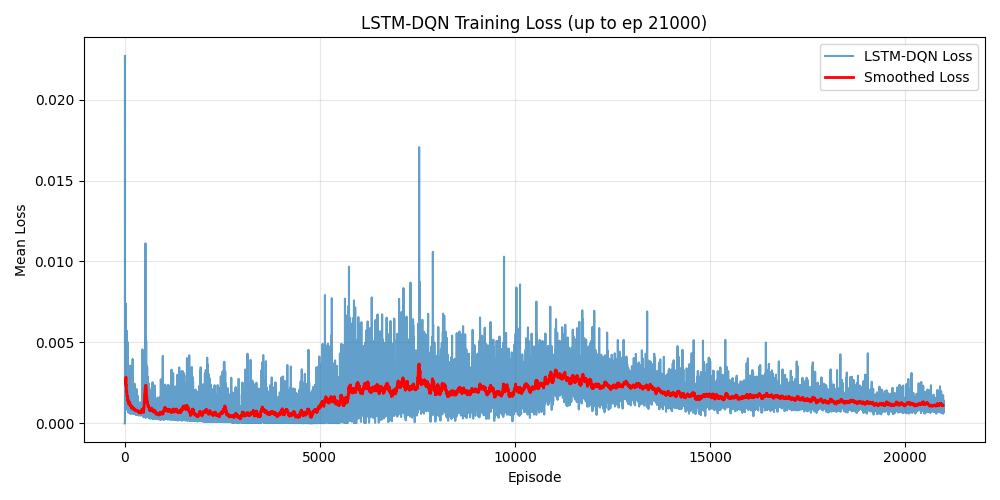 LSTM-DQN Training Loss (up to ep 21000)
LSTM-DQN Loss
Smoothed Loss
Mean Loss
0.020
0.015
0.010
0.005
0.000
0
5000
10000
15000
20000
Episode